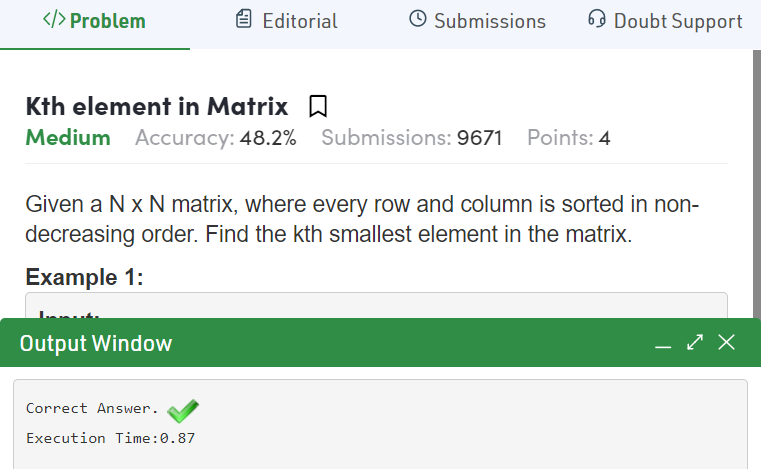 </> Problem Editorial Submissions Doubt Support
Kth element in Matrix
Medium Accuracy: 48.2% Submissions: 9671 Points: 4
Given a N x N matrix, where every row and column is sorted in non-
decreasing order. Find the kth smallest element in the matrix.
Example 1:
Input:
Output Window
Correct Answer.
Execution Time:0.87